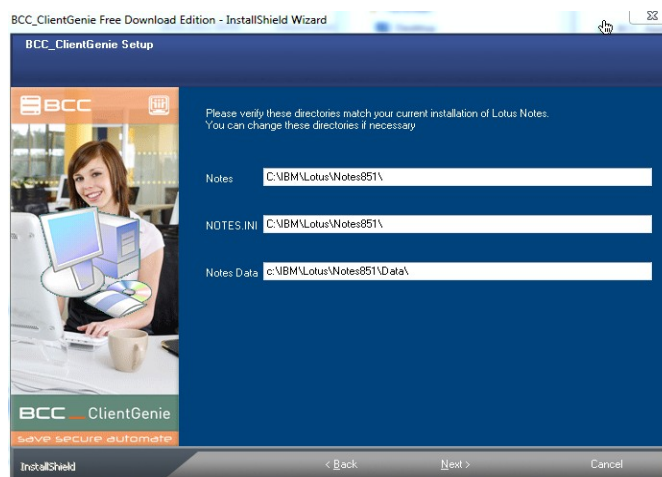 BCC_ClientGenie Free Download Edition - InstallShield Wizard
BCC_ClientGenie Setup
BCC
Please verify these directories match your current installation of Lotus Notes.
You can change these directories if necessary
Notes C:\IBM\Lotus\Notes851\
NOTES.INI C:\IBM\Lotus\Notes851\
Notes Data c:\IBM\Lotus\Notes851\Data\
BCC_ClientGenie
save secure automate
InstallShield
< Back Next > Cancel